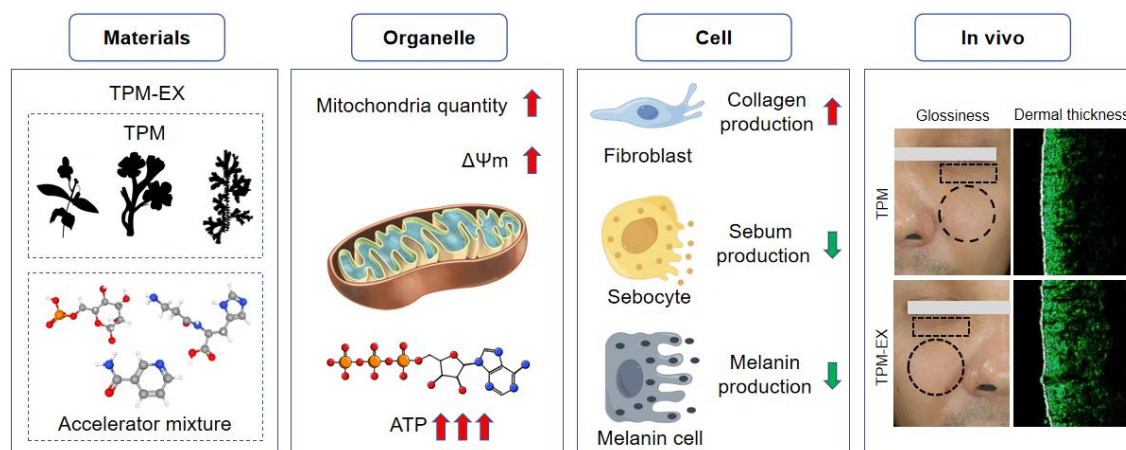 Materials
TPM-EX
TPM
Accelerator mixture
Organelle
Mitochondria quantity
ΔΨm
ATP
Cell
Collagen
production
Fibroblast
Sebum
production
Sebocyte
Melanin
production
Melanin cell
In vivo
Glossiness
Dermal thickness
TPM
TPM-EX